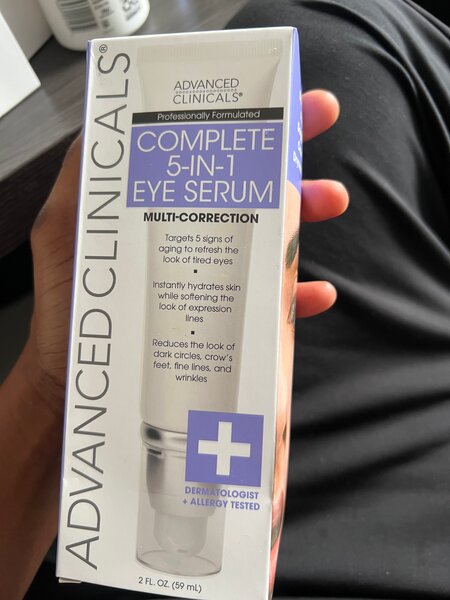 ADVANCED CLINICALS®
ADVANCED
CLINICALS®
Professionally Formulated
COMPLETE
5-IN-1
EYE SERUM
MULTI-CORRECTION
Targets 5 signs of
aging to refresh the
look of tired eyes
Instantly hydrates skin
while softening the
look of expression
lines
Reduces the look of
dark circles, crow's
feet, fine lines, and
wrinkles
DERMATOLOGIST
+ ALLERGY TESTED
2 FL. OZ. (59 mL)